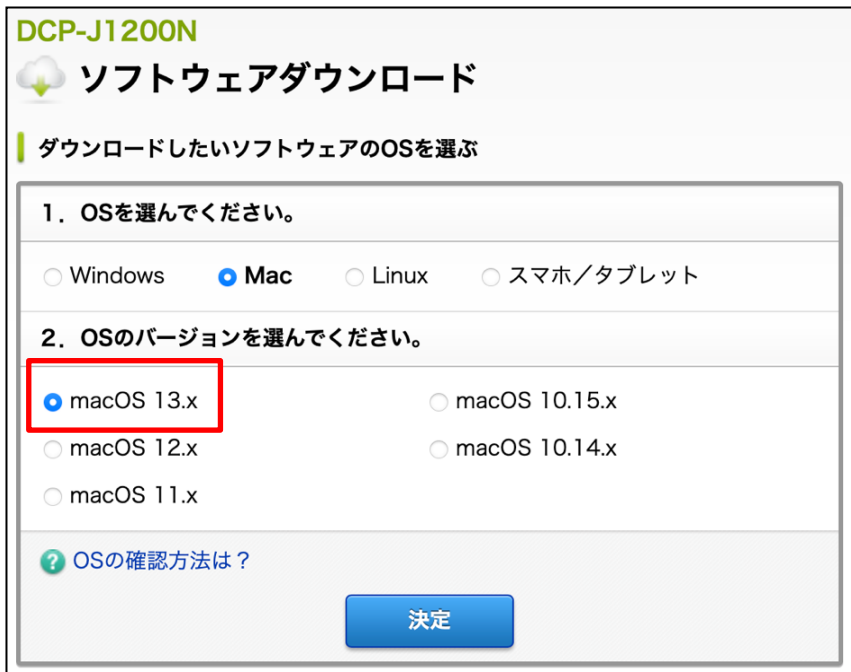 DCP-J1200N
ソフトウェアダウンロード
ダウンロードしたいソフトウェアのOSを選ぶ
1．OSを選んでください。
Windows Mac Linux スマホ／タブレット
2．OSのバージョンを選んでください。
macOS 13.x macOS 10.15.x
macOS 12.x macOS 10.14.x
macOS 11.x
? OSの確認方法は？
決定